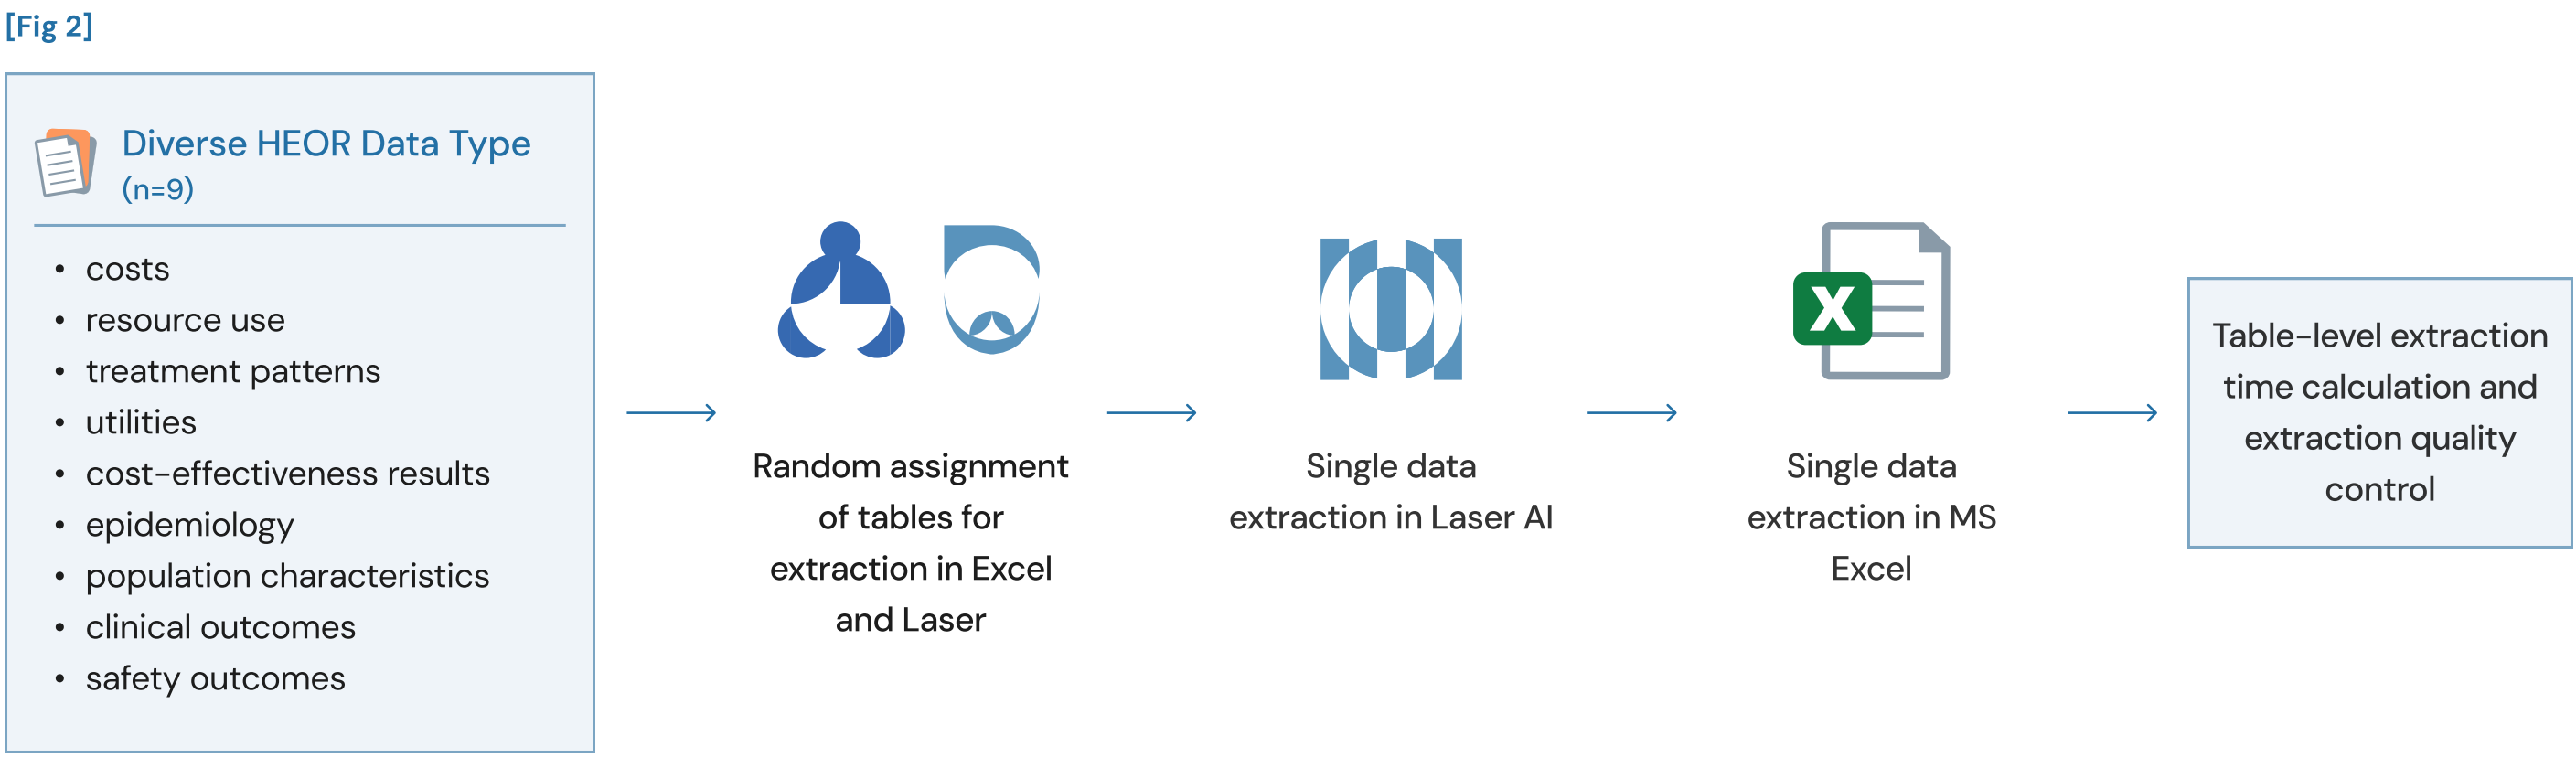 [Fig 2]
Diverse HEOR Data Type
(n=9)
• costs
• resource use
• treatment patterns
• utilities
• cost-effectiveness results
• epidemiology
• population characteristics
• clinical outcomes
• safety outcomes
Random assignment
of tables for
extraction in Excel
and Laser
Single data
extraction in Laser AI
X
Single data
extraction in MS
Excel
Table-level extraction
time calculation and
extraction quality
control